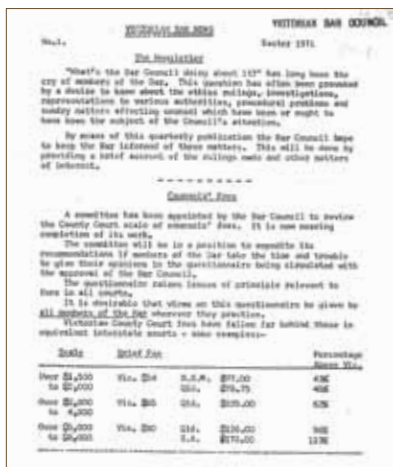 VICTORIAN BAR COUNCIL
VICTORIAN BAR NEWS
No.1. Easter 1971
The Newsletter
"What's the Bar Council doing about it?" has long been the
cry of members of the Bar. This question has often been prompted
by a desire to know about the ethics rulings, investigations,
representations to various authorities, procedural problems and
sundry matters affecting counsel which have been or ought to
have been the subject of the Council's attention.
By means of this quarterly publication the Bar Council hopes
to keep the Bar informed of these matters. This will be done by
providing a brief account of the rulings made and other matters
of interest.
Counsels' Fees
A committee has been appointed by the Bar Council to review
the County Court scale of counsels' fees. It is now nearing
completion of its work.
The committee will be in a position to expedite its
recommendations if members of the Bar take the time and trouble
to give their opinions in the questionnaire being circulated with
the approval of the Bar Council.
The questionnaire raises issues of principle relevant to
fees in all courts.
It is desirable that views on this questionnaire be given by
all members of the Bar wherever they practise.
Victorian County Court fees have fallen far behind those in
equivalent interstate courts - some examples:-
Scale Brief Fee Percentage
Above Vic.
Over $1,500 Vic. N.S.W. $77.00
to Qld.
Over Vic. Qld.
to 4,000
Over Vic. Qld.
to S.A.